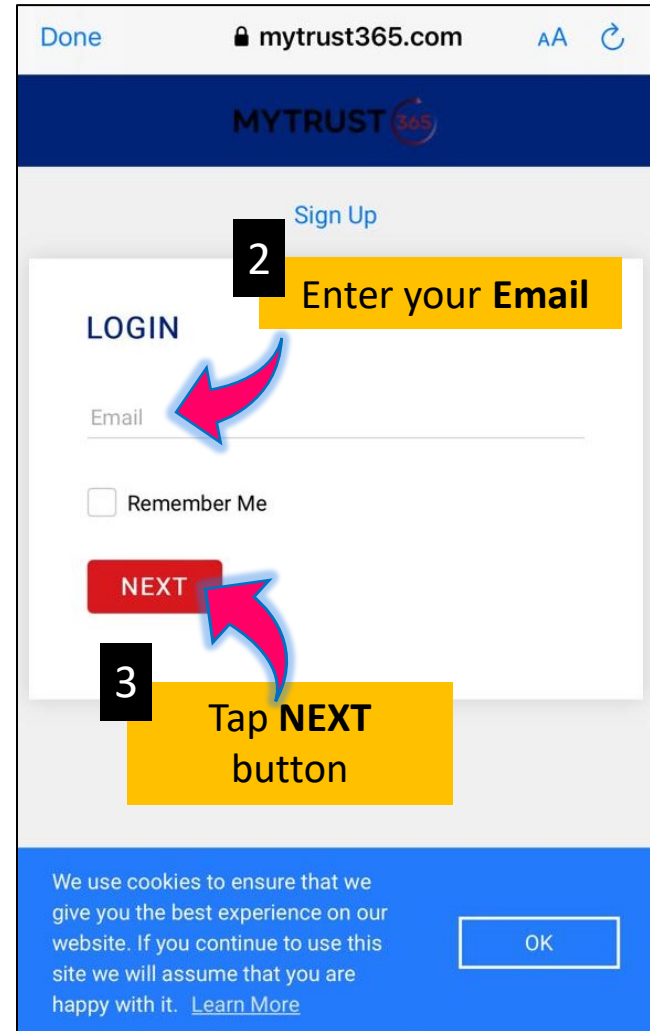 Done mytrust365.com AA
MYTRUST 365
Sign Up
2
Enter your Email
LOGIN
Email
Remember Me
NEXT
3
Tap NEXT
button
We use cookies to ensure that we
give you the best experience on our
website. If you continue to use this
site we will assume that you are
happy with it. Learn More
OK